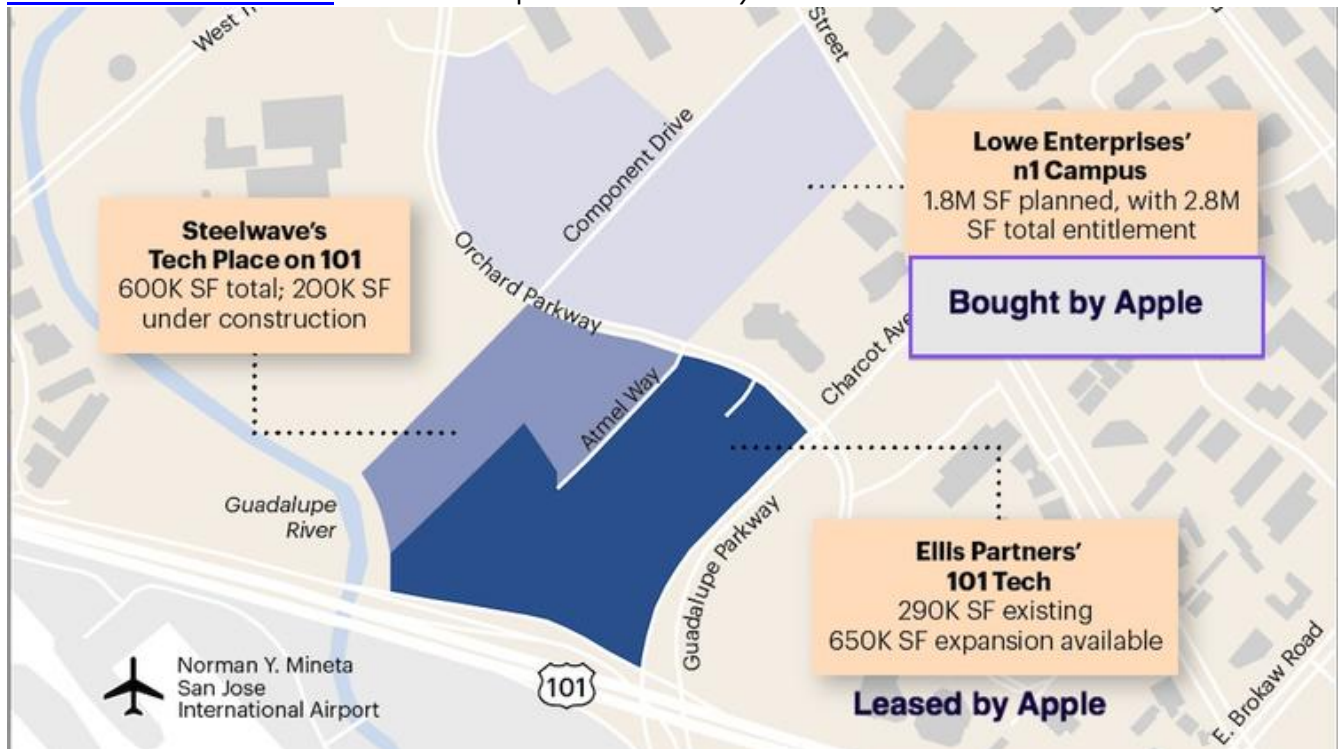 West
Street
Component Drive
Lowe Enterprises'
n1 Campus
1.8M SF planned, with 2.8M
SF total entitlement
Bought by Apple
Steelwave's
Tech Place on 101
600K SF total; 200K SF
under construction
Orchard Parkway
Charcot Ave
Atmel Way
Guadalupe
River
Guadalupe Parkway
Ellis Partners'
101 Tech
290K SF existing
650K SF expansion available
Leased by Apple
Norman Y. Mineta
San Jose
International Airport
101
E. Brokaw Road